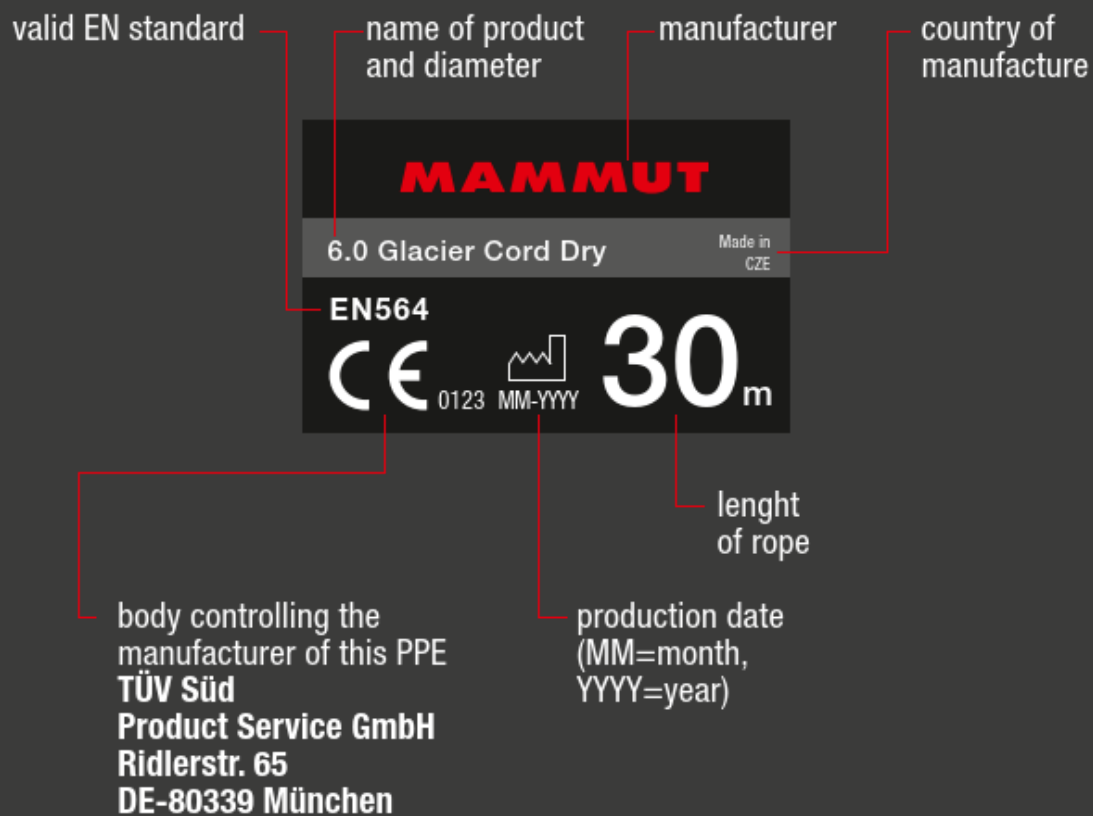 valid EN standard
name of product
and diameter
manufacturer
country of
manufacture
MAMMUT
6.0 Glacier Cord Dry
Made in
CZE
EN564
CE 0123
MM-YYYY
30 m
lenght
of rope
body controlling the
manufacturer of this PPE
TÜV Süd
Product Service GmbH
Ridlerstr. 65
DE-80339 München
production date
(MM=month,
YYYY=year)